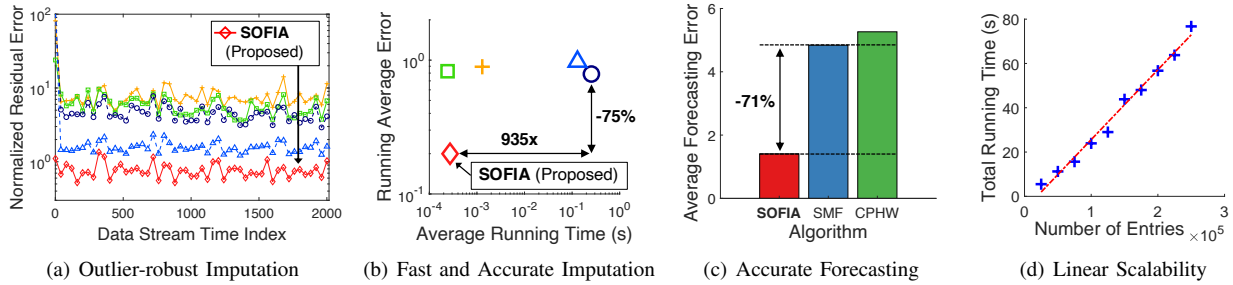 Normalized Residual Error
10^2
10^1
10^0
SOFIA
(Proposed)
0 500 1000 1500 2000
Data Stream Time Index
(a) Outlier-robust Imputation
Running Average Error
10^0
10^-1
-75%
935x
SOFIA (Proposed)
10^-4 10^-3 10^-2 10^-1 10^0
Average Running Time (s)
(b) Fast and Accurate Imputation
Average Forecasting Error
6
4
2
0
-71%
SOFIA SMF CPHW
Algorithm
(c) Accurate Forecasting
Total Running Time (s)
80
60
40
20
0
0 1 2 3
Number of Entries ×10^5
(d) Linear Scalability